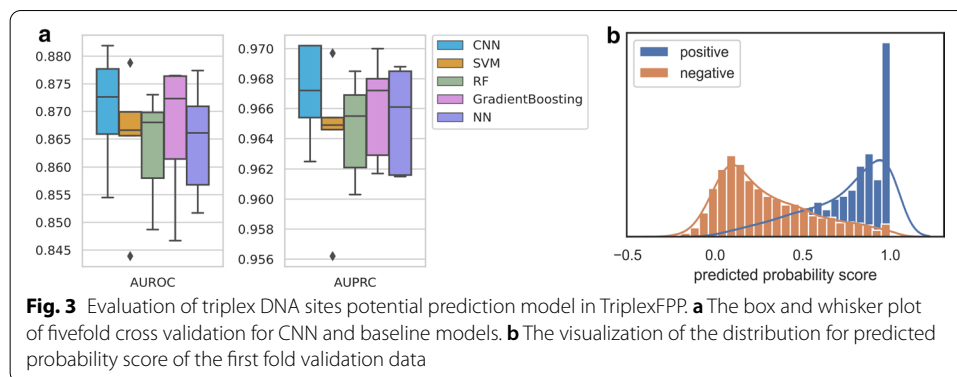 a
0.880
0.875
0.870
0.865
0.860
0.855
0.850
0.845
AUROC
0.970
0.968
0.966
0.964
0.962
0.960
0.958
0.956
AUPRC
CNN
SVM
RF
GradientBoosting
NN
b
positive
negative
−0.5 0.0 0.5 1.0
predicted probability score
Fig. 3 Evaluation of triplex DNA sites potential prediction model in TriplexFPP. a The box and whisker plot
of fivefold cross validation for CNN and baseline models. b The visualization of the distribution for predicted
probability score of the first fold validation data